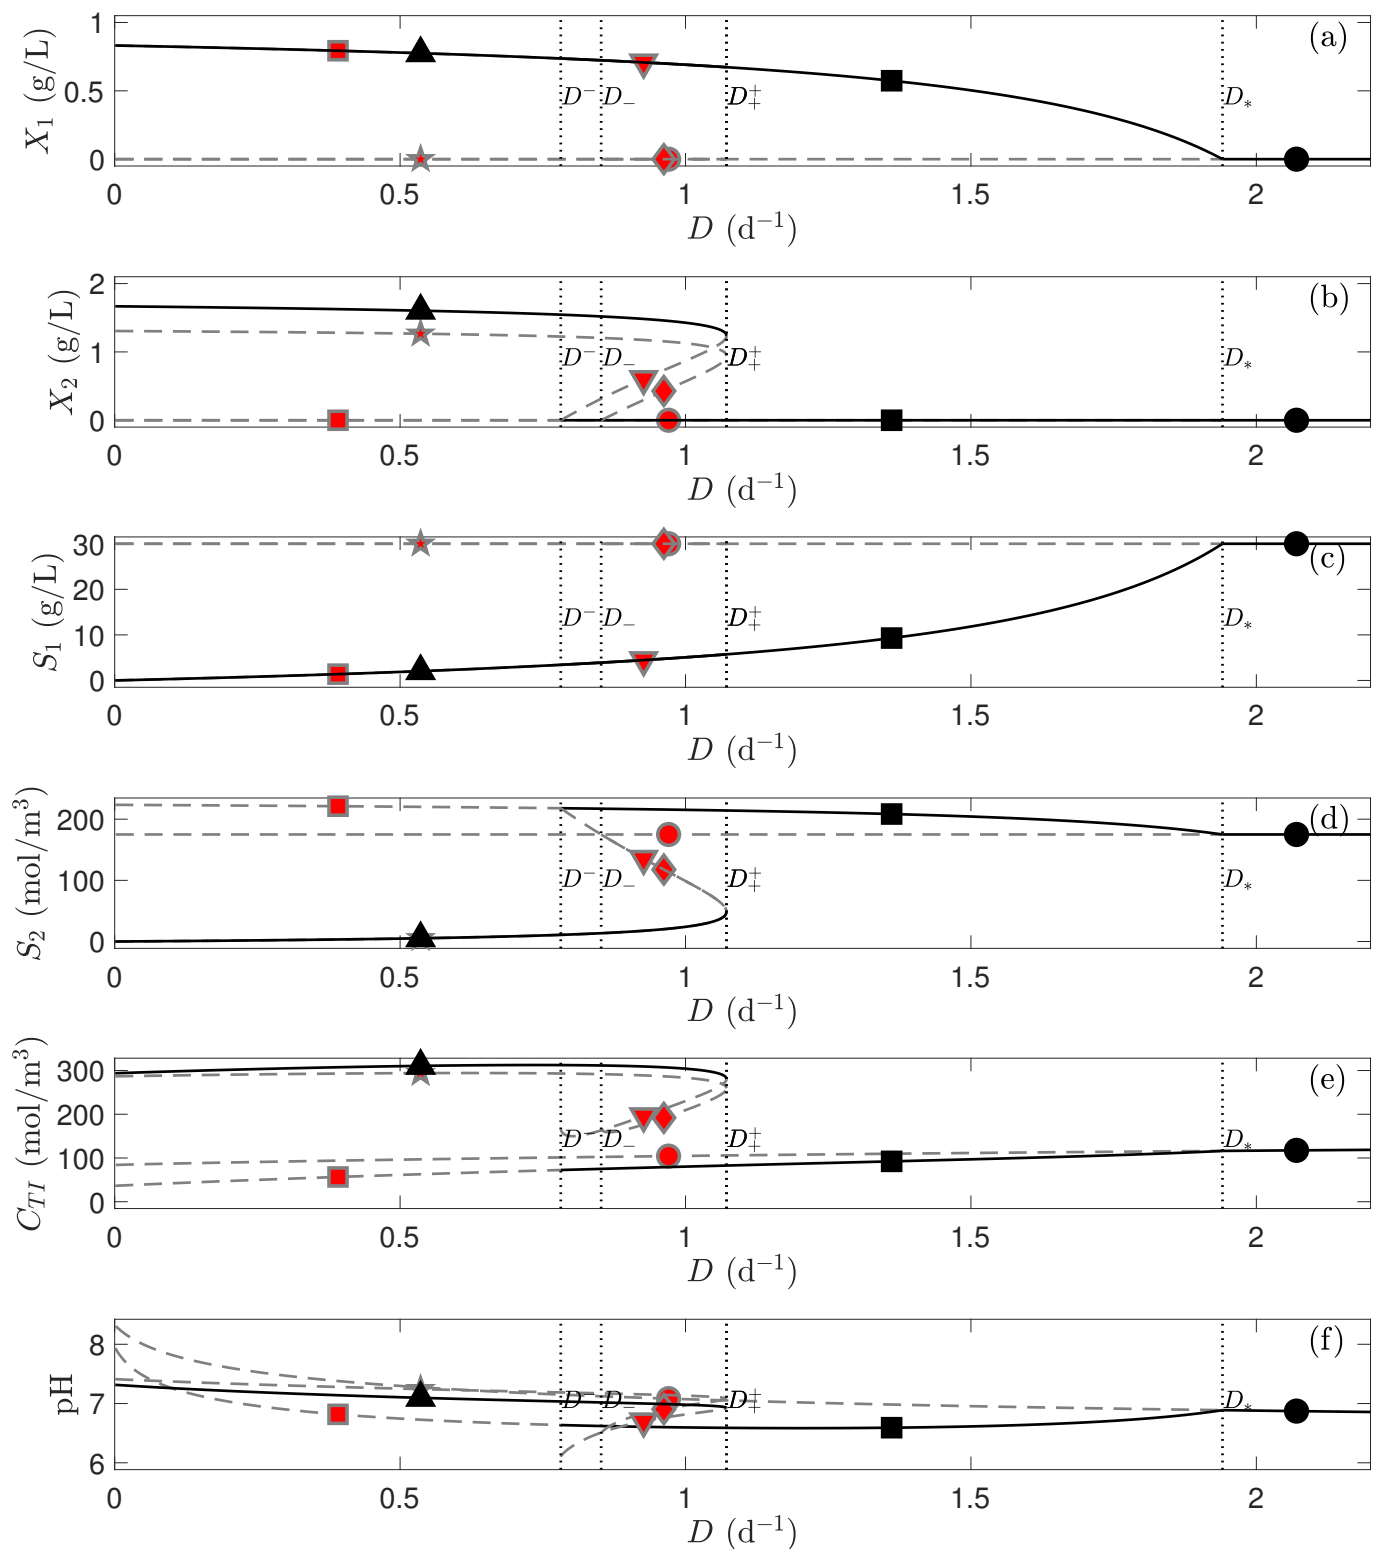 (a)
X₁ (g/L)
1
0.5
0
D⁻ D₋ D‡⁺ D*
0 0.5 1 1.5 2
D (d⁻¹)
(b)
X₂ (g/L)
2
1
0
D⁻ D₋ D‡⁺ D*
0 0.5 1 1.5 2
D (d⁻¹)
(c)
S₁ (g/L)
30
20
10
0
D⁻ D₋ D‡⁺ D*
0 0.5 1 1.5 2
D (d⁻¹)
(d)
S₂ (mol/m³)
200
100
0
D⁻ D₋ D‡⁺ D*
0 0.5 1 1.5 2
D (d⁻¹)
(e)
C_TI (mol/m³)
300
200
100
0
D⁻ D₋ D‡⁺ D*
0 0.5 1 1.5 2
D (d⁻¹)
(f)
pH
8
7
6
D⁻ D₋ D‡⁺ D*
0 0.5 1 1.5 2
D (d⁻¹)